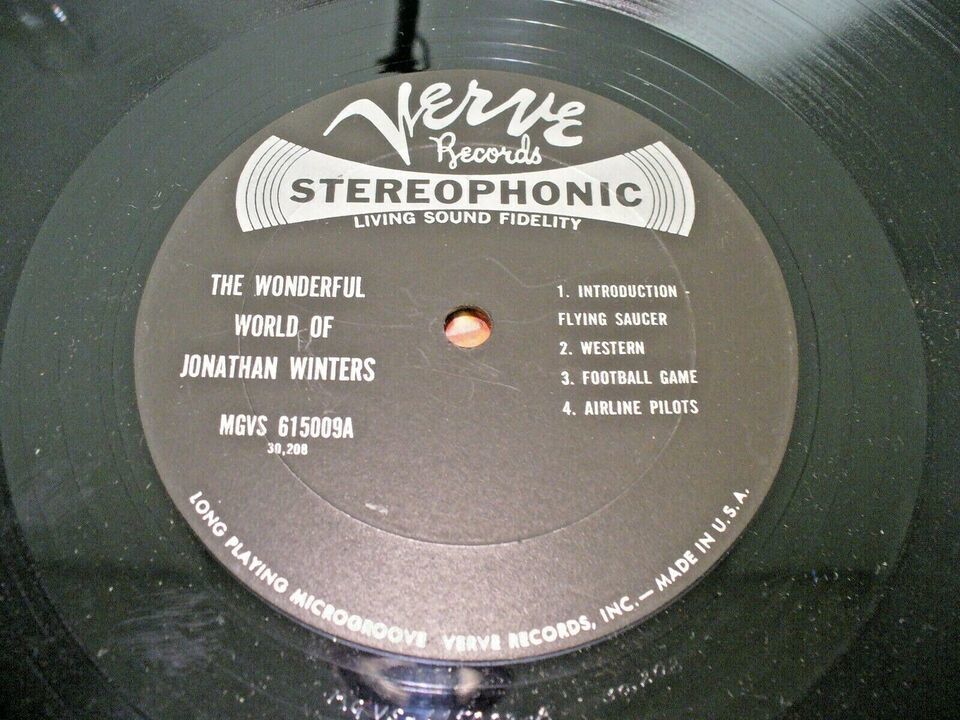 Verve
Records
STEREOPHONIC
LIVING SOUND FIDELITY
THE WONDERFUL
WORLD OF
JONATHAN WINTERS
MGVS 615009A
30,208
1. INTRODUCTION -
FLYING SAUCER
2. WESTERN
3. FOOTBALL GAME
4. AIRLINE PILOTS
LONG PLAYING MICROGROOVE VERVE RECORDS, INC. — MADE IN U.S.A.